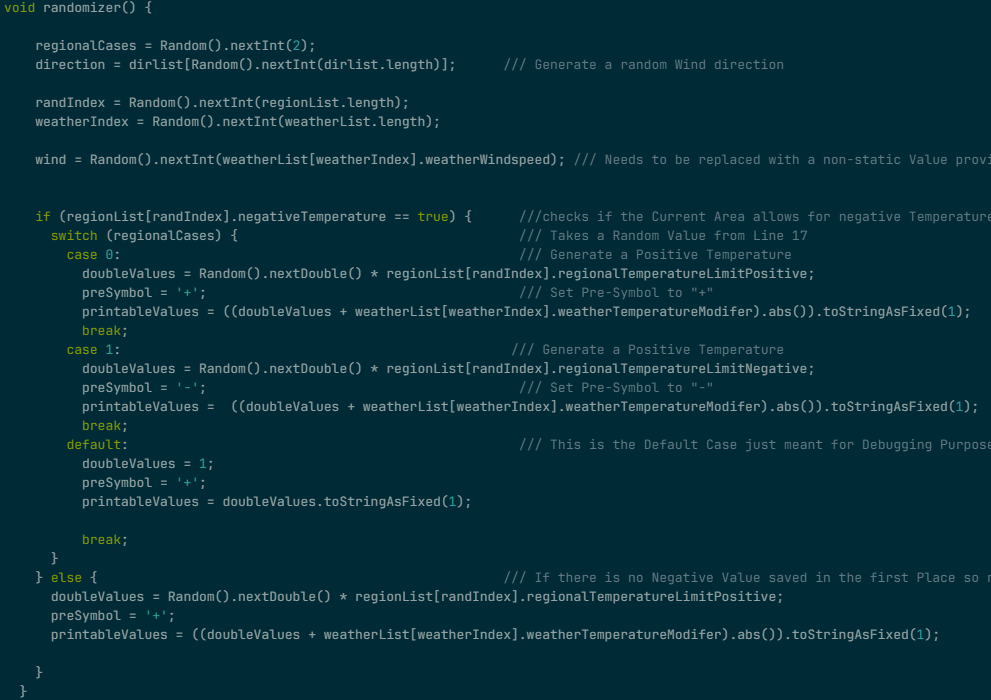 void randomizer() {
regionalCases = Random().nextInt(2);
direction = dirlist[Random().nextInt(dirlist.length)]; /// Generate a random Wind direction
randIndex = Random().nextInt(regionList.length);
weatherIndex = Random().nextInt(weatherList.length);
wind = Random().nextInt(weatherList[weatherIndex].weatherWindspeed); /// Needs to be replaced with a non-static Value provi
if (regionList[randIndex].negativeTemperature == true) { ///checks if the Current Area allows for negative Temperature
switch (regionalCases) { /// Takes a Random Value from Line 17
case 0: /// Generate a Positive Temperature
doubleValues = Random().nextDouble() * regionList[randIndex].regionalTemperatureLimitPositive;
preSymbol = '+'; /// Set Pre-Symbol to "+"
printableValues = ((doubleValues + weatherList[weatherIndex].weatherTemperatureModifer).abs()).toStringAsFixed(1);
break;
case 1: /// Generate a Positive Temperature
doubleValues = Random().nextDouble() * regionList[randIndex].regionalTemperatureLimitNegative;
preSymbol = '-'; /// Set Pre-Symbol to "-"
printableValues =  ((doubleValues + weatherList[weatherIndex].weatherTemperatureModifer).abs()).toStringAsFixed(1);
break;
default: /// This is the Default Case just meant for Debugging Purpose
doubleValues = 1;
preSymbol = '+';
printableValues = doubleValues.toStringAsFixed(1);
break;
}
} else { /// If there is no Negative Value saved in the first Place so
doubleValues = Random().nextDouble() * regionList[randIndex].regionalTemperatureLimitPositive;
preSymbol = '+';
printableValues = ((doubleValues + weatherList[weatherIndex].weatherTemperatureModifer).abs()).toStringAsFixed(1);
}
}